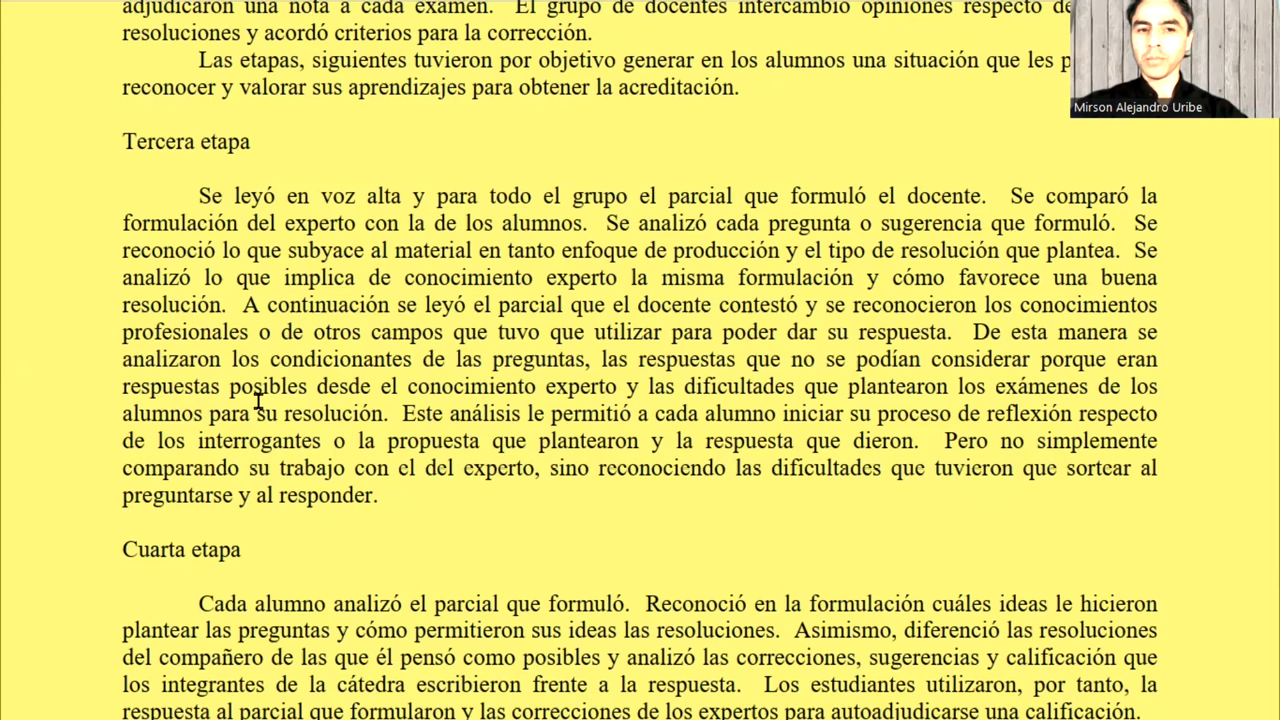 adjudicaron una nota a cada examen.  El grupo de docentes intercambió opiniones respecto de
resoluciones y acordó criterios para la corrección.
Las etapas, siguientes tuvieron por objetivo generar en los alumnos una situación que les p
reconocer y valorar sus aprendizajes para obtener la acreditación.
Mirson Alejandro Uribe
Tercera etapa
Se leyó en voz alta y para todo el grupo el parcial que formuló el docente.  Se comparó la
formulación del experto con la de los alumnos.  Se analizó cada pregunta o sugerencia que formuló.  Se
reconoció lo que subyace al material en tanto enfoque de producción y el tipo de resolución que plantea.  Se
analizó lo que implica de conocimiento experto la misma formulación y cómo favorece una buena
resolución.  A continuación se leyó el parcial que el docente contestó y se reconocieron los conocimientos
profesionales o de otros campos que tuvo que utilizar para poder dar su respuesta.  De esta manera se
analizaron los condicionantes de las preguntas, las respuestas que no se podían considerar porque eran
respuestas posibles desde el conocimiento experto y las dificultades que plantearon los exámenes de los
alumnos para su resolución.  Este análisis le permitió a cada alumno iniciar su proceso de reflexión respecto
de los interrogantes o la propuesta que plantearon y la respuesta que dieron.  Pero no simplemente
comparando su trabajo con el del experto, sino reconociendo las dificultades que tuvieron que sortear al
preguntarse y al responder.
Cuarta etapa
Cada alumno analizó el parcial que formuló.  Reconoció en la formulación cuáles ideas le hicieron
plantear las preguntas y cómo permitieron sus ideas las resoluciones.  Asimismo, diferenció las resoluciones
del compañero de las que él pensó como posibles y analizó las correcciones, sugerencias y calificación que
los integrantes de la cátedra escribieron frente a la respuesta.  Los estudiantes utilizaron, por tanto, la
respuesta al parcial que formularon y las correcciones de los expertos para autoadjudicarse una calificación.